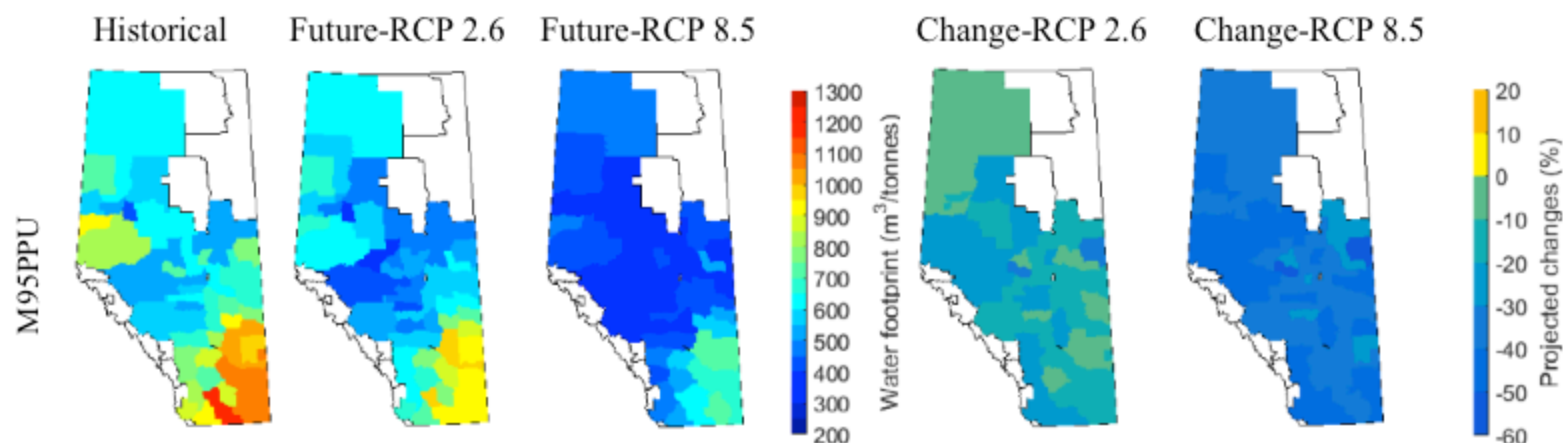 Historical
Future-RCP 2.6
Future-RCP 8.5
Change-RCP 2.6
Change-RCP 8.5
M95PPU
1300
1200
1100
1000
900
800
700
600
500
400
300
200
Water footprint (m³/tonnes)
20
10
0
-10
-20
-30
-40
-50
-60
Projected changes (%)